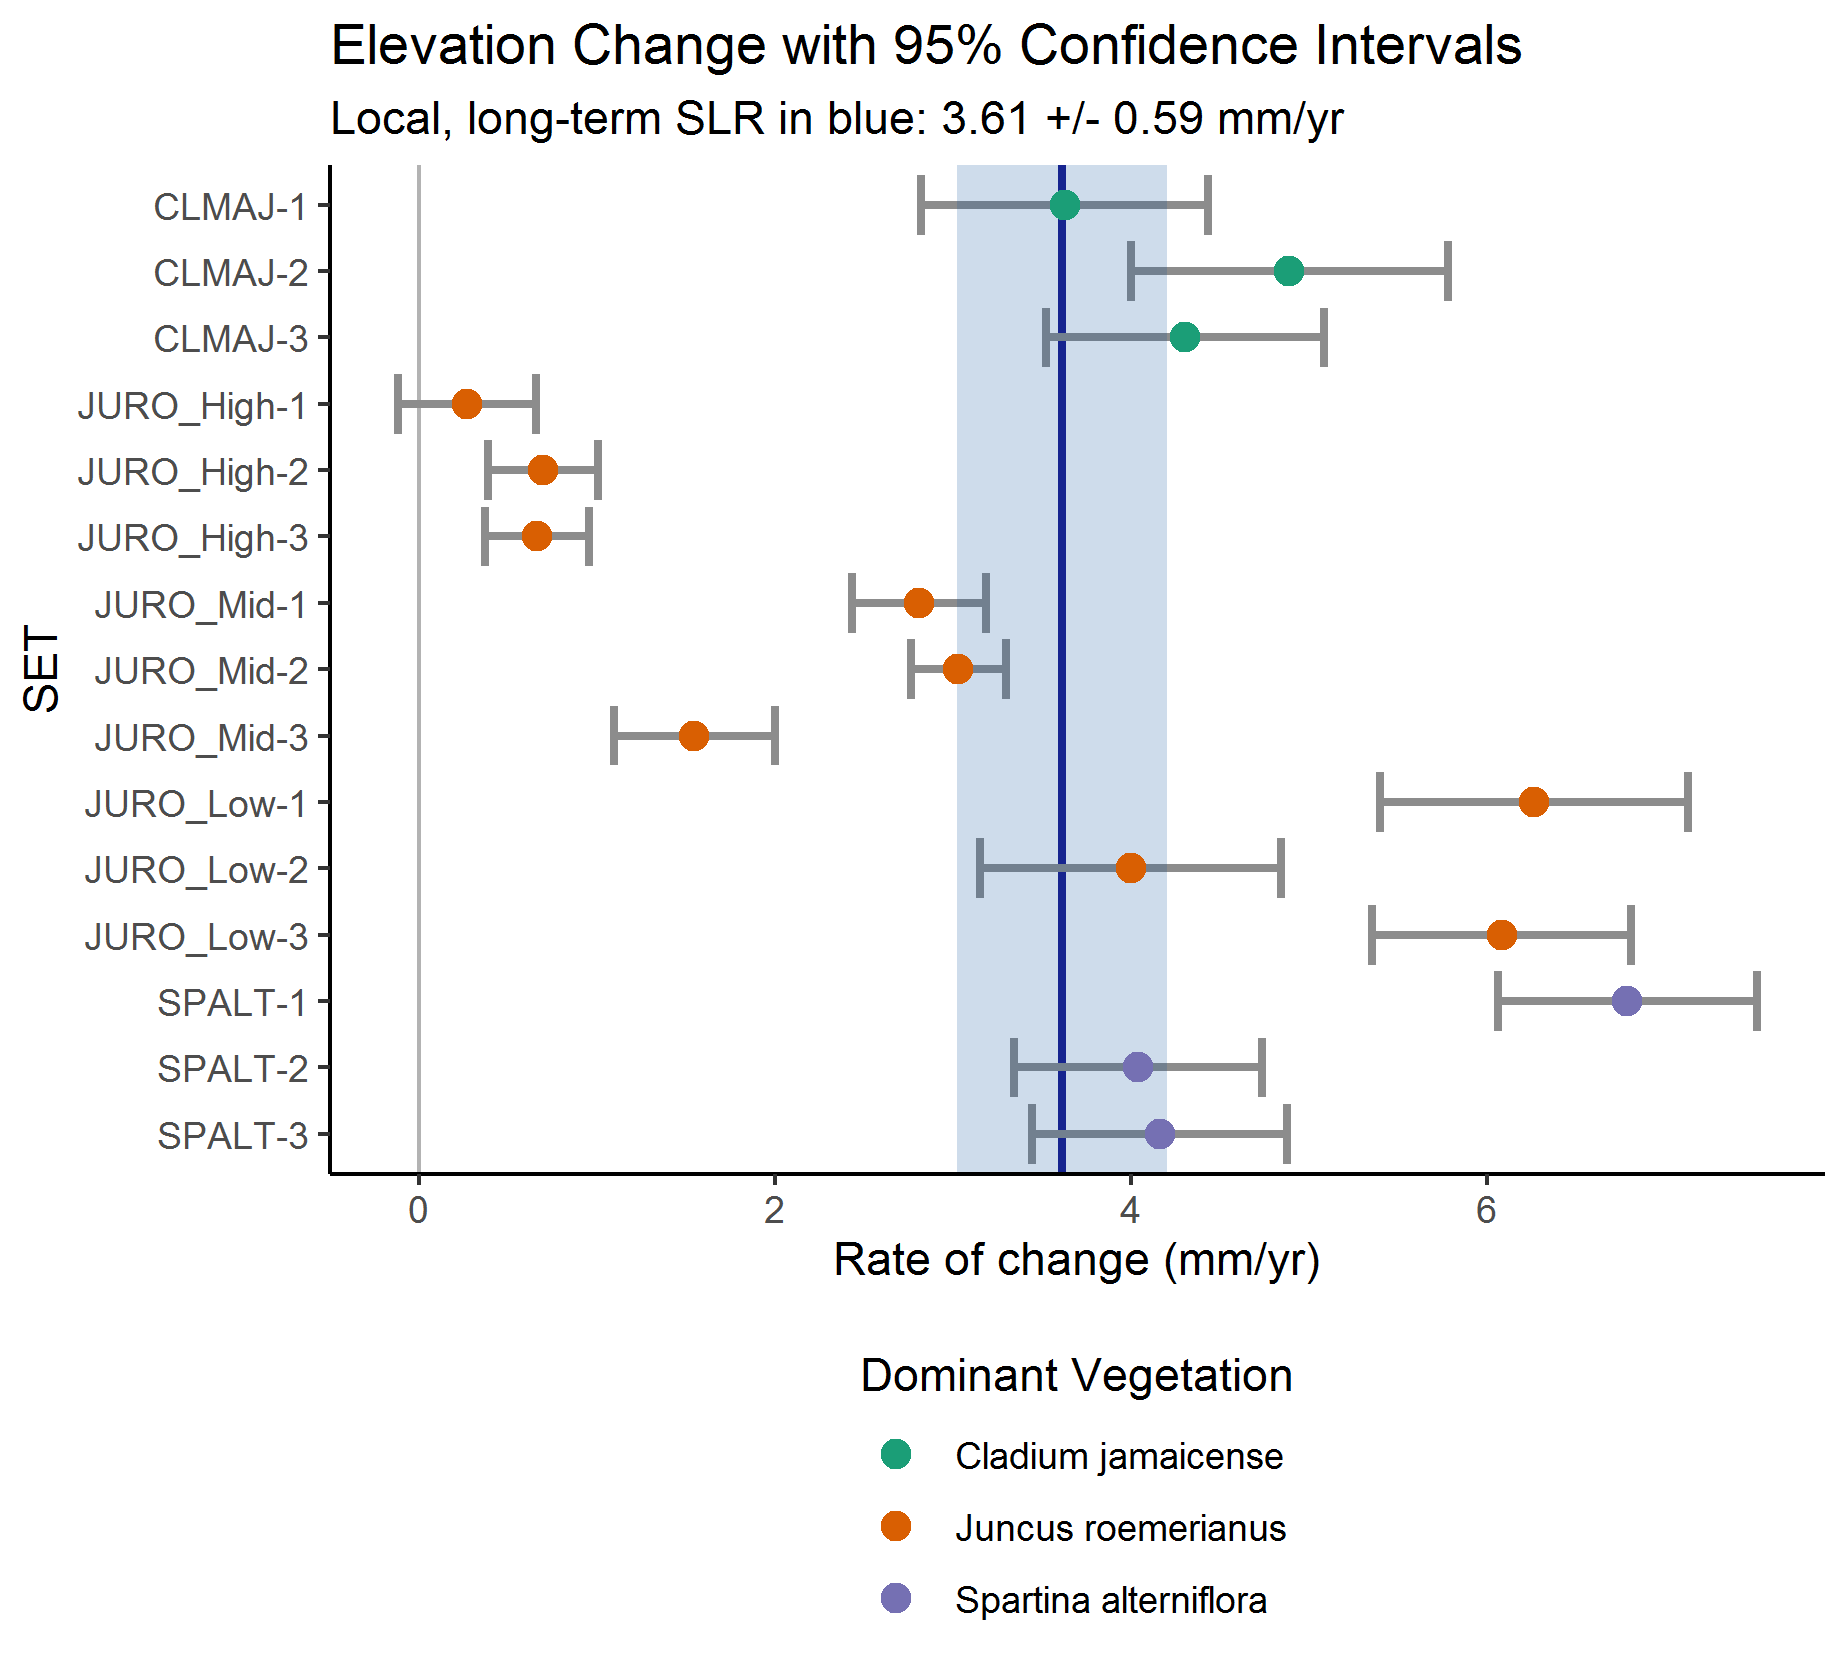 Elevation Change with 95% Confidence Intervals
Local, long-term SLR in blue: 3.61 +/- 0.59 mm/yr
CLMAJ-1
CLMAJ-2
CLMAJ-3
JURO_High-1
JURO_High-2
JURO_High-3
JURO_Mid-1
JURO_Mid-2
JURO_Mid-3
JURO_Low-1
JURO_Low-2
JURO_Low-3
SPALT-1
SPALT-2
SPALT-3
SET
0 2 4 6
Rate of change (mm/yr)
Dominant Vegetation
Cladium jamaicense
Juncus roemerianus
Spartina alterniflora